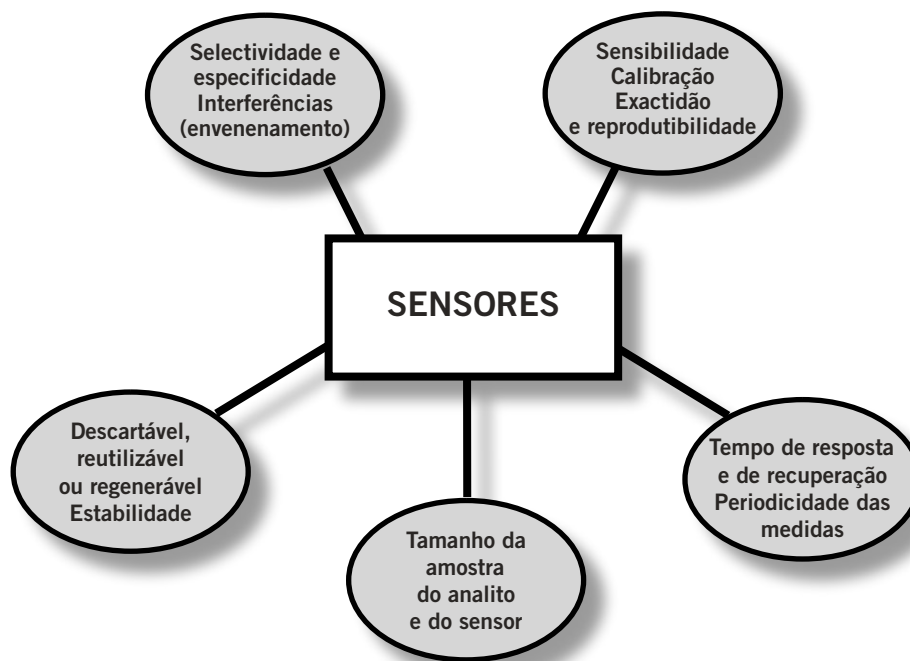 Selectividade e
especificidade
Interferências
(envenenamento)
Sensibilidade
Calibração
Exactidão
e reprodutibilidade
SENSORES
Descartável,
reutilizável
ou regenerável
Estabilidade
Tamanho da
amostra
do analito
e do sensor
Tempo de resposta
e de recuperação
Periodicidade das
medidas